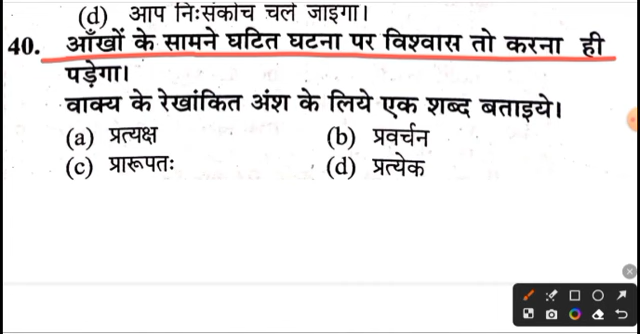 (d) आप निःसंकोच चले जाइगा।
40. आँखों के सामने घटित घटना पर विश्वास तो करना ही
पड़ेगा।
वाक्य के रेखांकित अंश के लिये एक शब्द बताइये।
(a) प्रत्यक्ष (b) प्रवर्चन
(c) प्रारूपतः (d) प्रत्येक